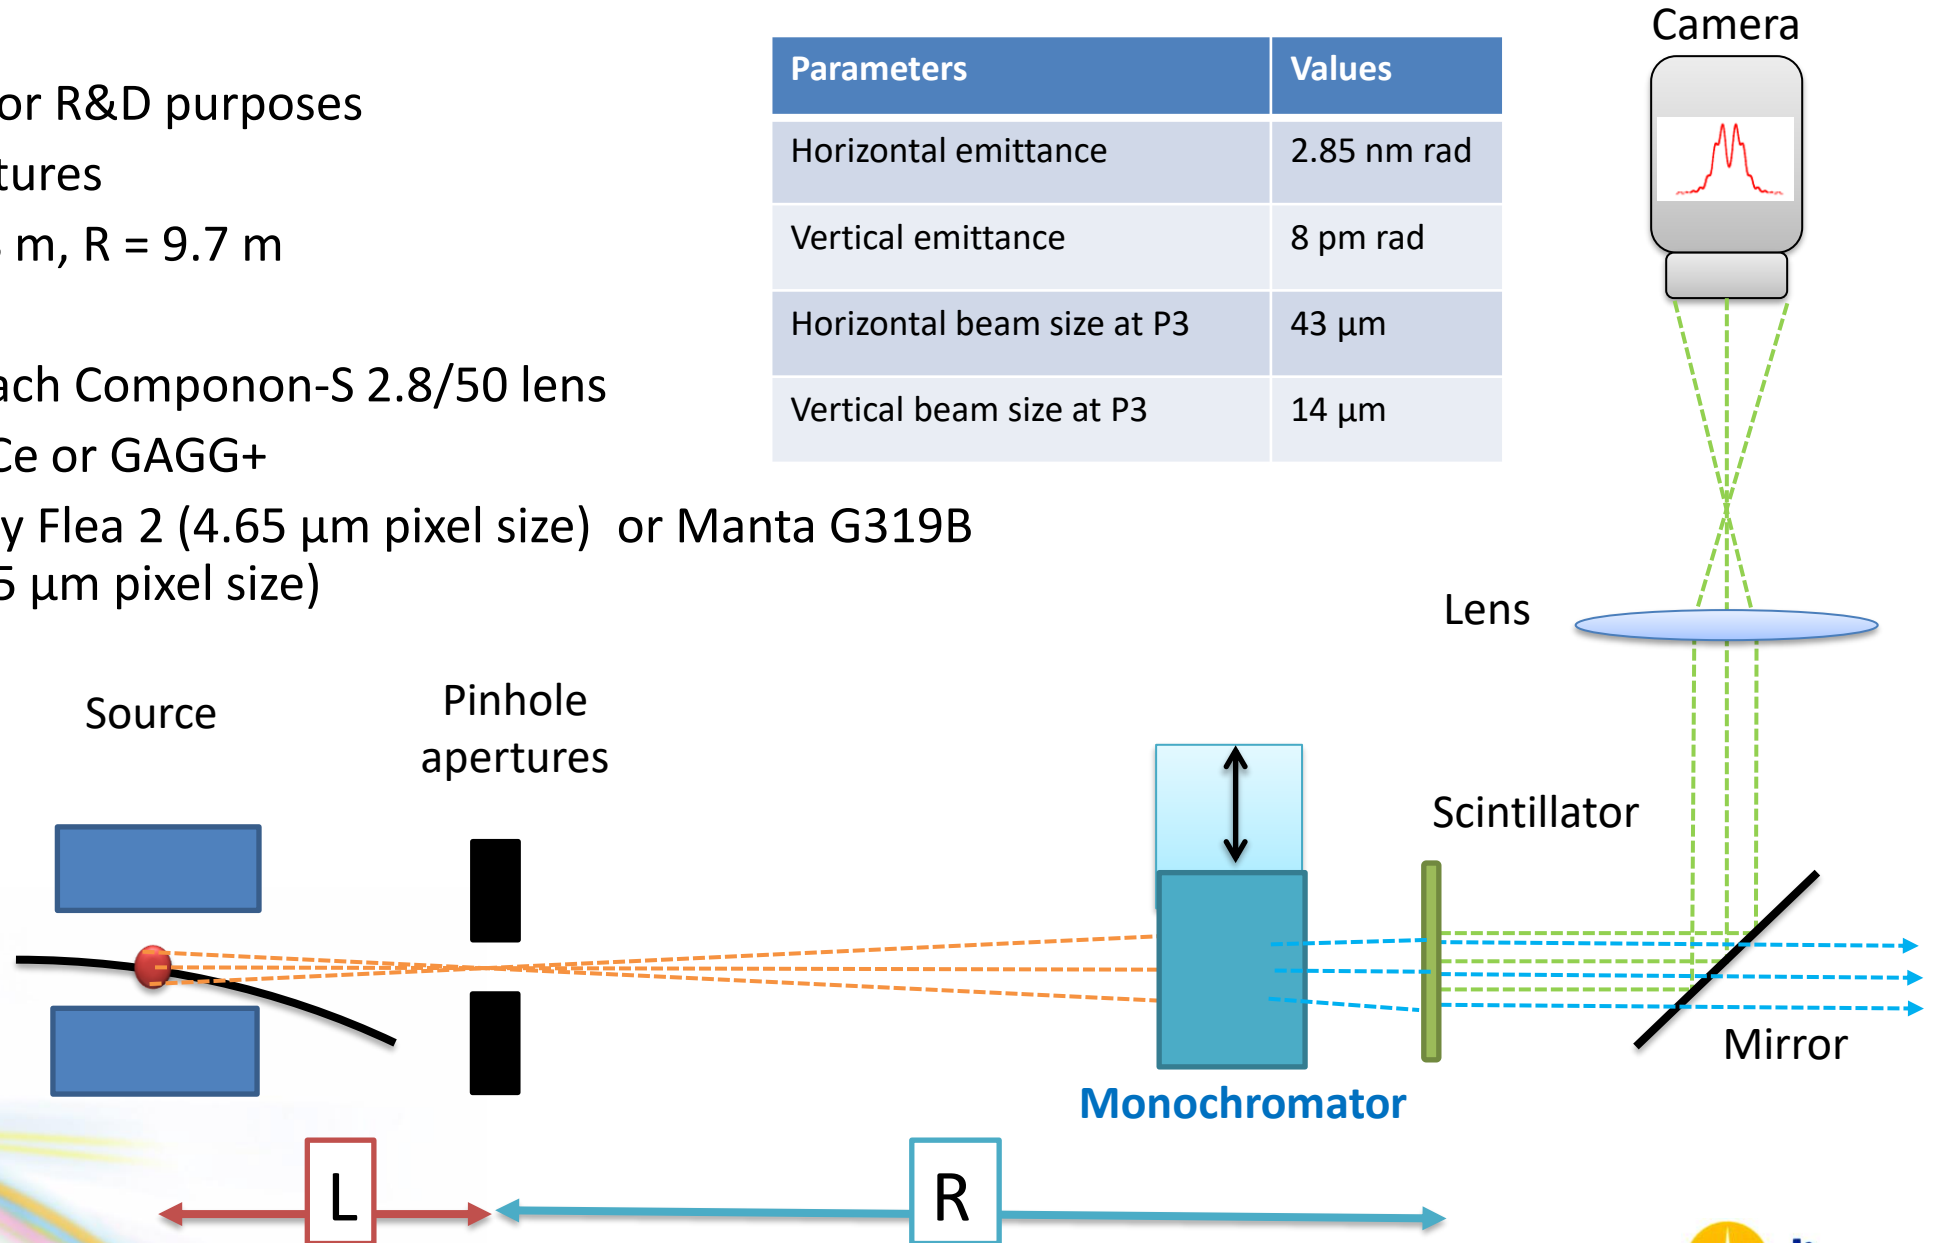 or R&D purposes
tures
m, R = 9.7 m
ach Componon-S 2.8/50 lens
Ce or GAGG+
y Flea 2 (4.65 µm pixel size) or Manta G319B
5 µm pixel size)
Parameters Values
Horizontal emittance 2.85 nm rad
Vertical emittance 8 pm rad
Horizontal beam size at P3 43 µm
Vertical beam size at P3 14 µm
Camera
Lens
Source
Pinhole
apertures
Scintillator
Mirror
Monochromator
L
R